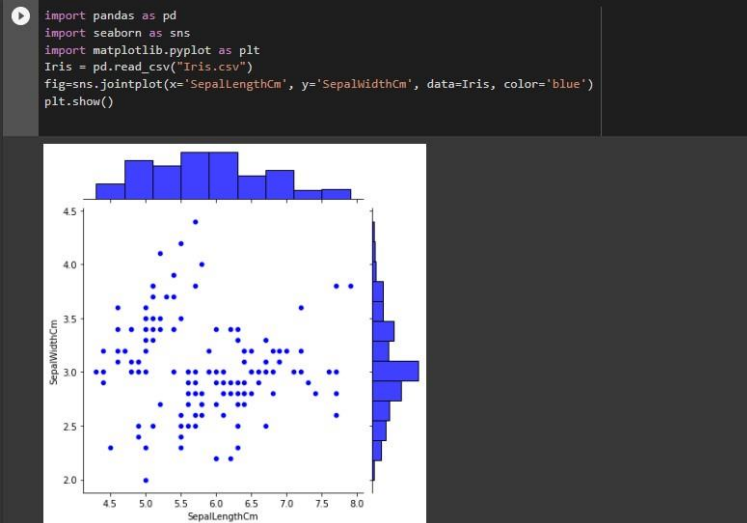 import pandas as pd
import seaborn as sns
import matplotlib.pyplot as plt
Iris = pd.read_csv("Iris.csv")
fig=sns.jointplot(x='SepalLengthCm', y='SepalWidthCm', data=Iris, color='blue')
plt.show()
4.5
4.0
3.5
3.0
2.5
2.0
SepalWidthCm
4.5 5.0 5.5 6.0 6.5 7.0 7.5 8.0
SepalLengthCm